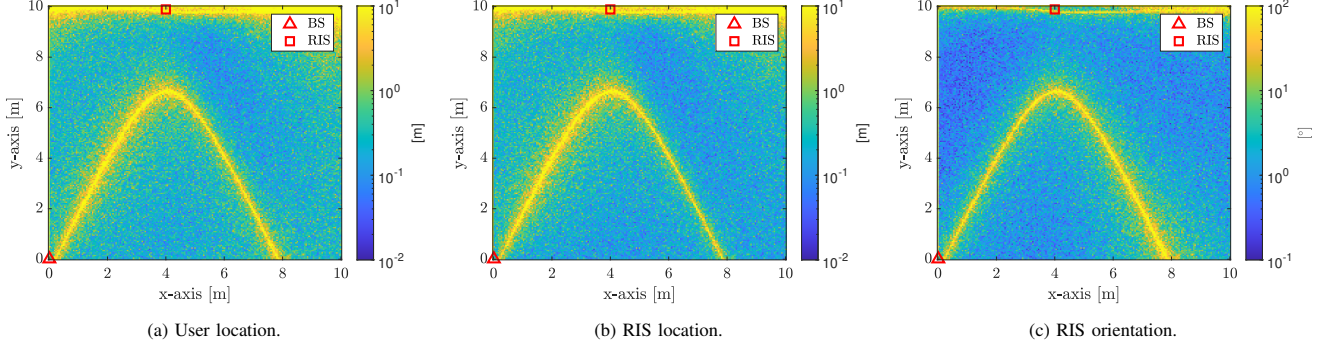 10
8
6
4
2
0
0 2 4 6 8 10
y-axis [m]
x-axis [m]
BS
RIS
10^1
10^0
10^-1
10^-2
[m]
(a) User location.
10
8
6
4
2
0
0 2 4 6 8 10
y-axis [m]
x-axis [m]
BS
RIS
10^1
10^0
10^-1
10^-2
[m]
(b) RIS location.
10
8
6
4
2
0
0 2 4 6 8 10
y-axis [m]
x-axis [m]
BS
RIS
10^2
10^1
10^0
10^-1
[°]
(c) RIS orientation.